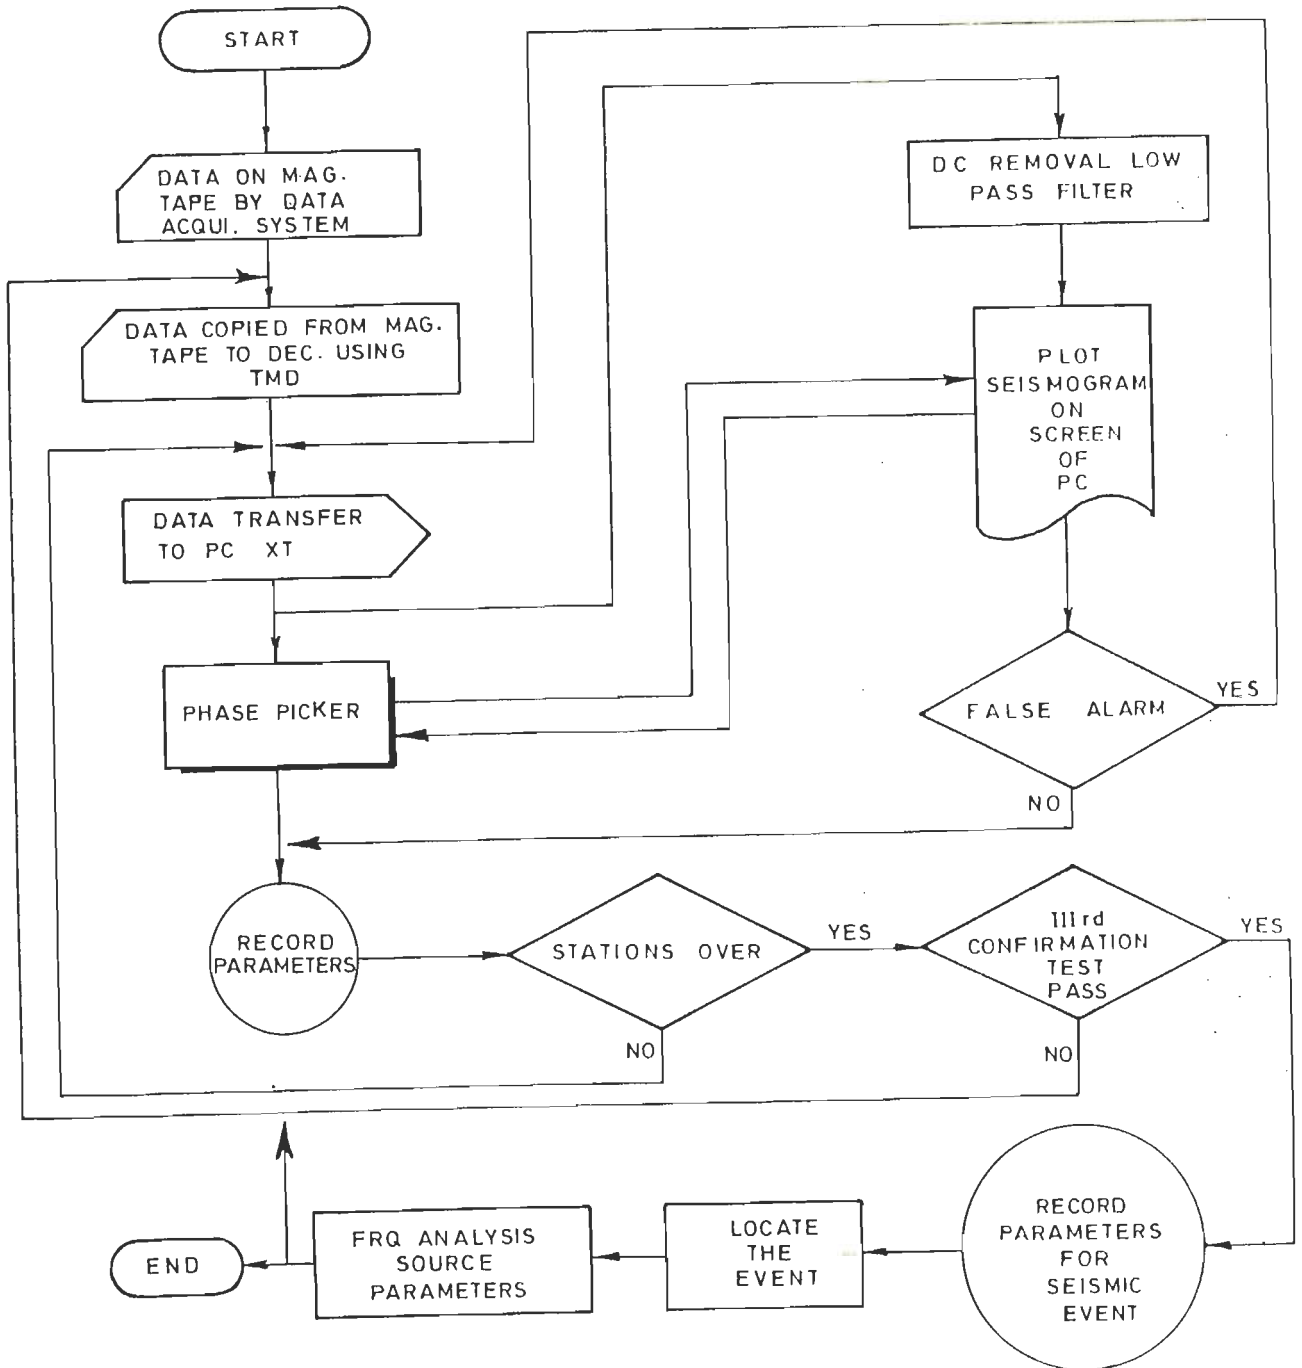 START
DATA ON MAG.
TAPE BY DATA
ACQUI. SYSTEM
DATA COPIED FROM MAG.
TAPE TO DEC. USING
TMD
DATA TRANSFER
TO PC XT
PHASE PICKER
DC REMOVAL LOW
PASS FILTER
PLOT
SEISMOGRAM
ON
SCREEN
OF
PC
FALSE ALARM
YES
NO
RECORD
PARAMETERS
STATIONS OVER
YES
NO
IIIrd
CONFIRMATION
TEST
PASS
YES
NO
RECORD
PARAMETERS
FOR
SEISMIC
EVENT
LOCATE
THE
EVENT
FRQ ANALYSIS
SOURCE
PARAMETERS
END